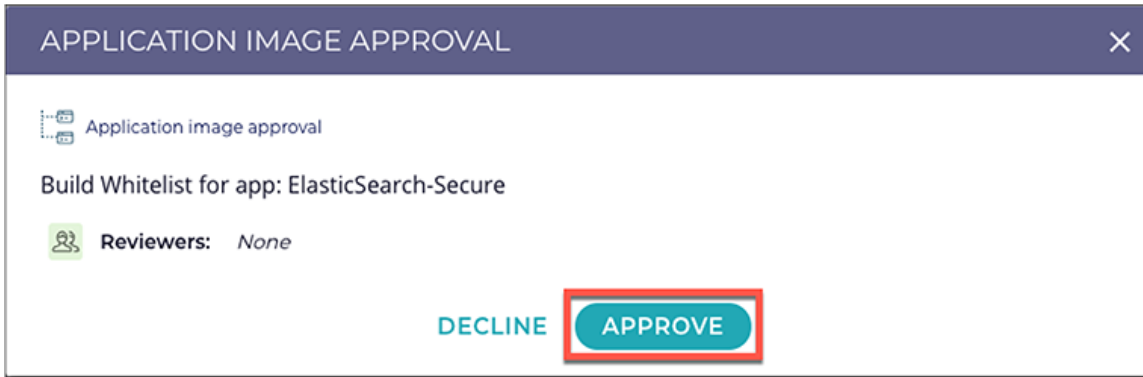 APPLICATION IMAGE APPROVAL
Application image approval
Build Whitelist for app: ElasticSearch-Secure
Reviewers: None
DECLINE APPROVE